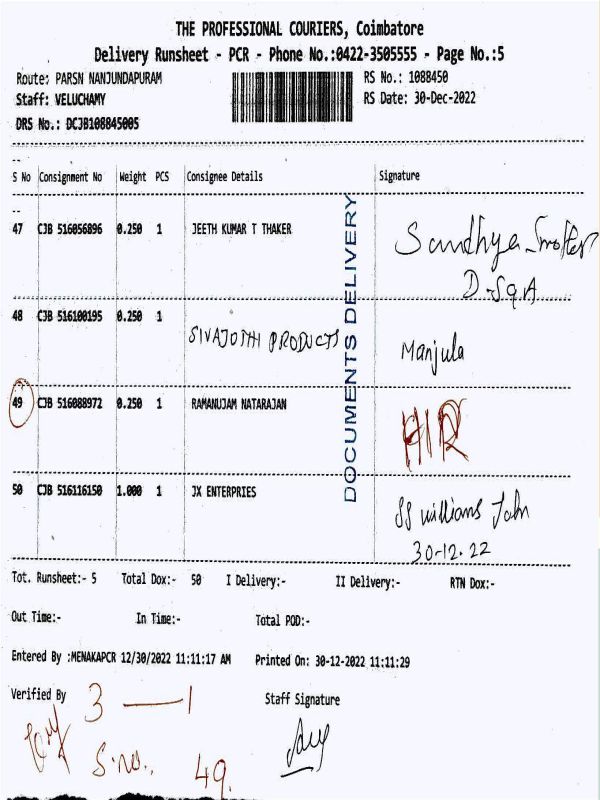 THE PROFESSIONAL COURIERS, Coimbatore
Delivery Runsheet - PCR - Phone No.:0422-3505555 - Page No.:5
Route: PARSN NANJUNDAPURAM RS No.: 1088450
Staff: VELUCHAMY RS Date: 30-Dec-2022
DRS No.: DCJB108845005
S No Consignment No Weight PCS Consignee Details Signature
47 CJB 516056896 0.250 1 JEETH KUMAR T THAKER
Sandhya
48 CJB 516100195 0.250 1
SIVAJOTHI PRODUCTS Manjula
DOCUMENTS DELIVERY
49 CJB 516088972 0.250 1 RAMANUJAM NATARAJAN
50 CJB 516116150 1.000 1 JX ENTERPRIES
SS williams John
30-12.22
Tot. Runsheet:- 5 Total Dox:- 50 I Delivery:- II Delivery:- RTN Dox:-
Out Time:- In Time:- Total POD:-
Entered By :MENAKAPCR 12/30/2022 11:11:17 AM Printed On: 30-12-2022 11:11:29
Verified By 3 — 1 Staff Signature
S.no., 49.